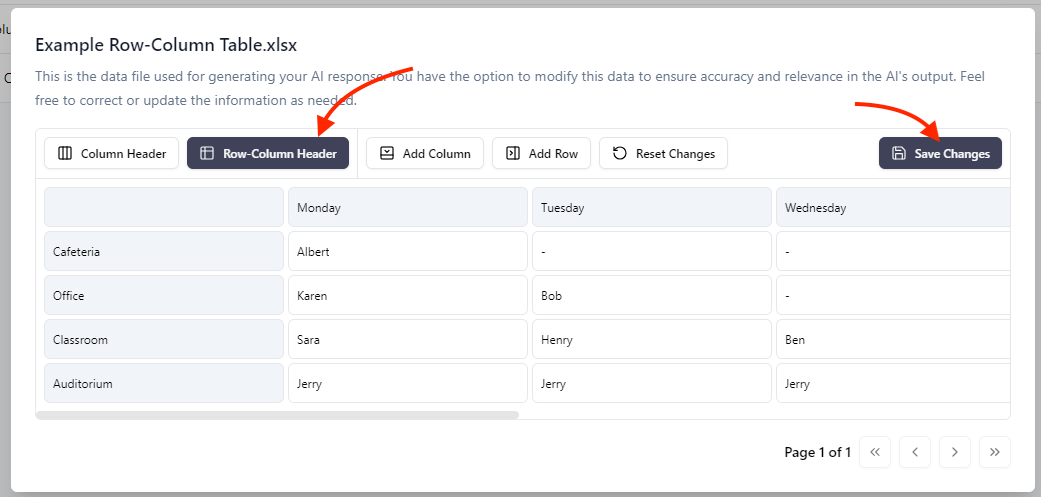 Example Row-Column Table.xlsx
This is the data file used for generating your AI response. You have the option to modify this data to ensure accuracy and relevance in the AI's output. Feel
free to correct or update the information as needed.
Column Header Row-Column Header Add Column Add Row Reset Changes Save Changes
Monday Tuesday Wednesday
Cafeteria Albert - -
Office Karen Bob -
Classroom Sara Henry Ben
Auditorium Jerry Jerry Jerry
Page 1 of 1